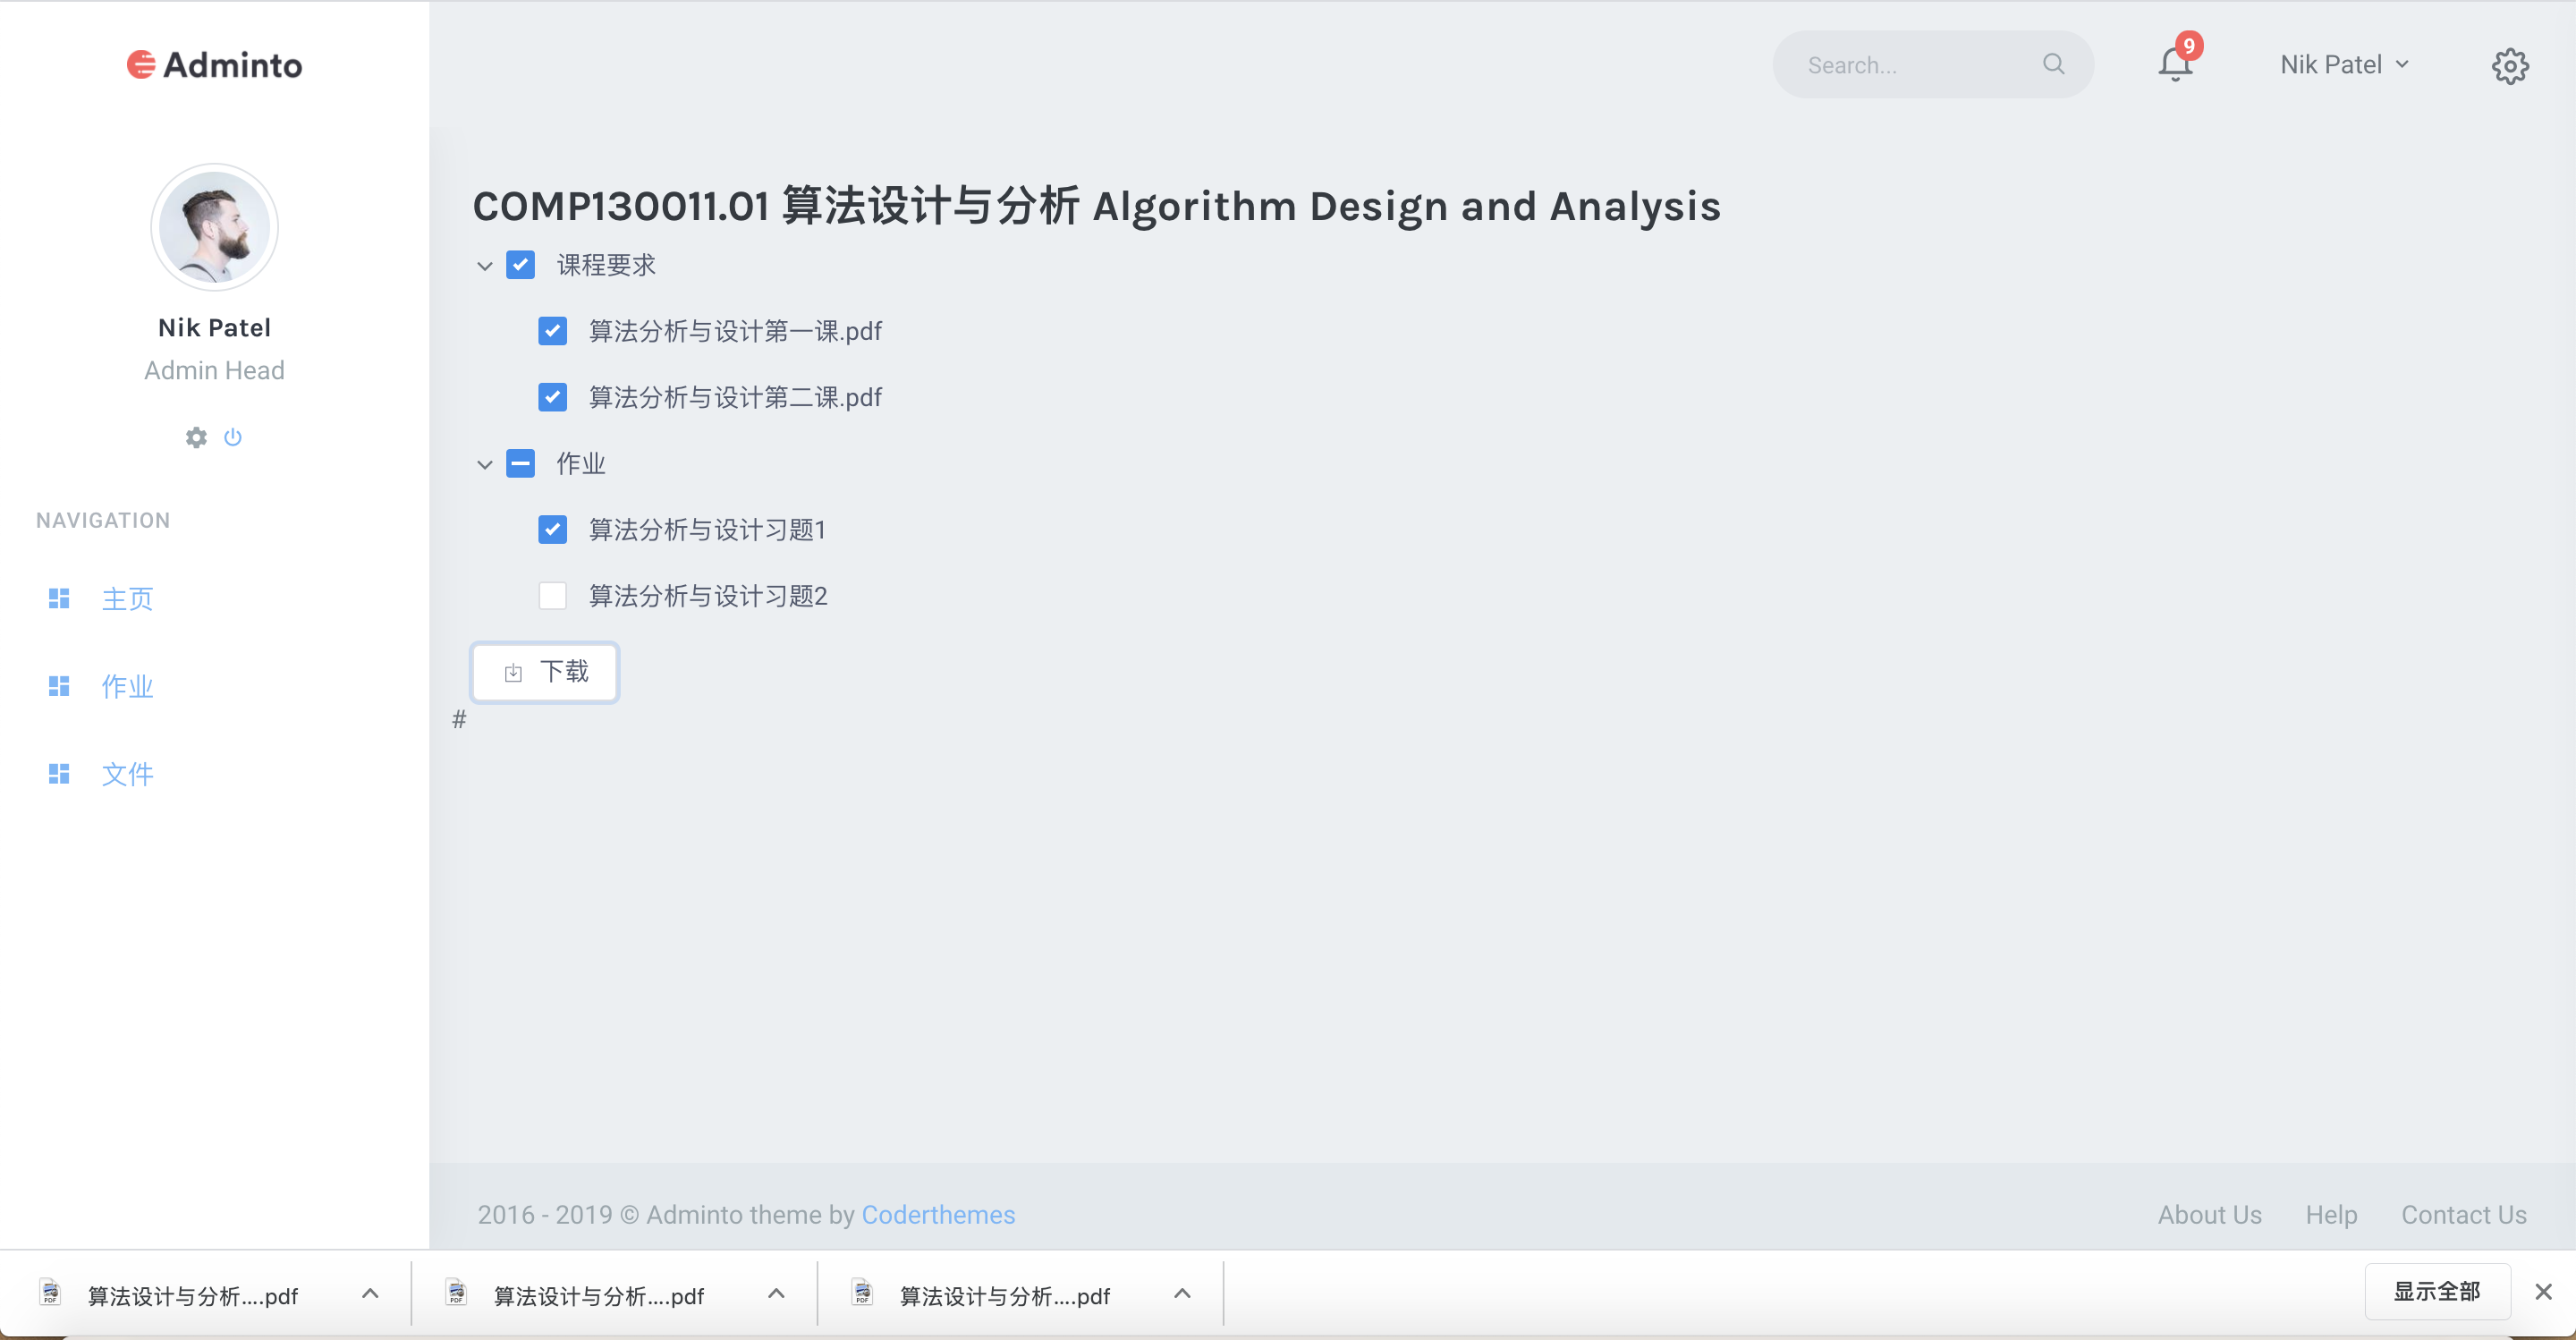 Adminto
Search...
9
Nik Patel
Nik Patel
Admin Head
NAVIGATION
主页
作业
文件
COMP130011.01 算法设计与分析 Algorithm Design and Analysis
课程要求
算法分析与设计第一课.pdf
算法分析与设计第二课.pdf
作业
算法分析与设计习题1
算法分析与设计习题2
下载
#
2016 - 2019 © Adminto theme by Coderthemes
About Us Help Contact Us
算法设计与分析....pdf
算法设计与分析....pdf
算法设计与分析....pdf
显示全部